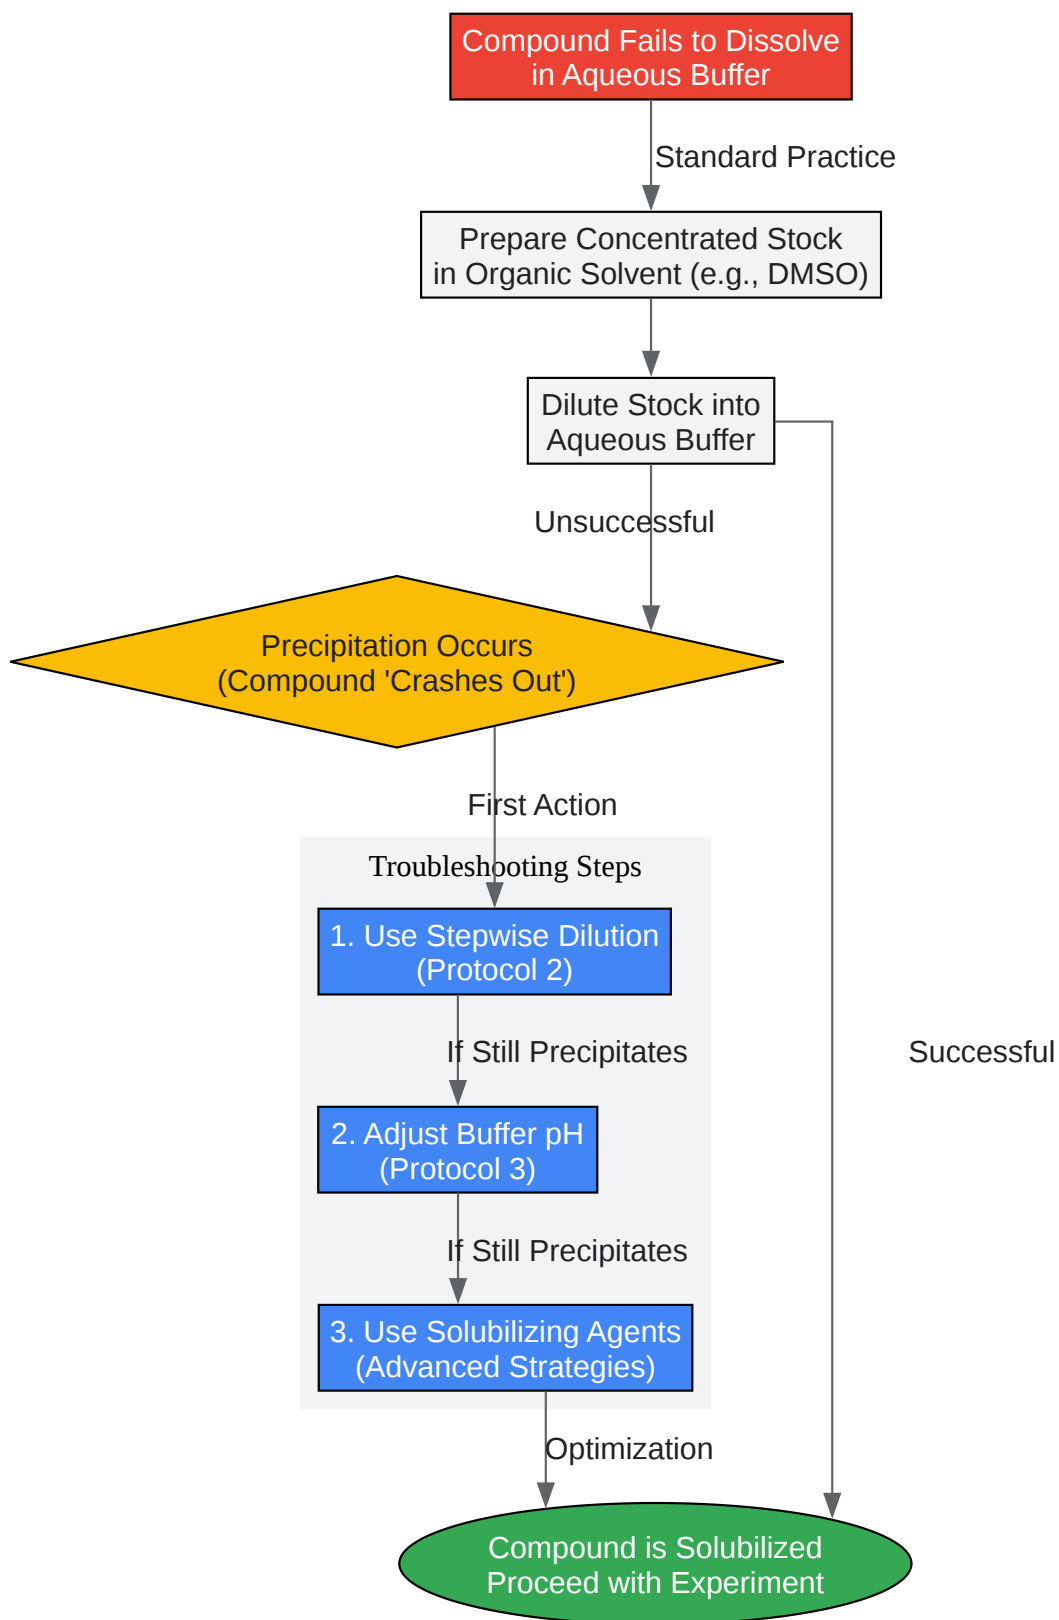 Compound Fails to Dissolve
in Aqueous Buffer
Standard Practice
Prepare Concentrated Stock
in Organic Solvent (e.g., DMSO)
Dilute Stock into
Aqueous Buffer
Unsuccessful
Precipitation Occurs
(Compound 'Crashes Out')
First Action
Troubleshooting Steps
1. Use Stepwise Dilution
(Protocol 2)
If Still Precipitates
Successful
2. Adjust Buffer pH
(Protocol 3)
If Still Precipitates
3. Use Solubilizing Agents
(Advanced Strategies)
Optimization
Compound is Solubilized
Proceed with Experiment